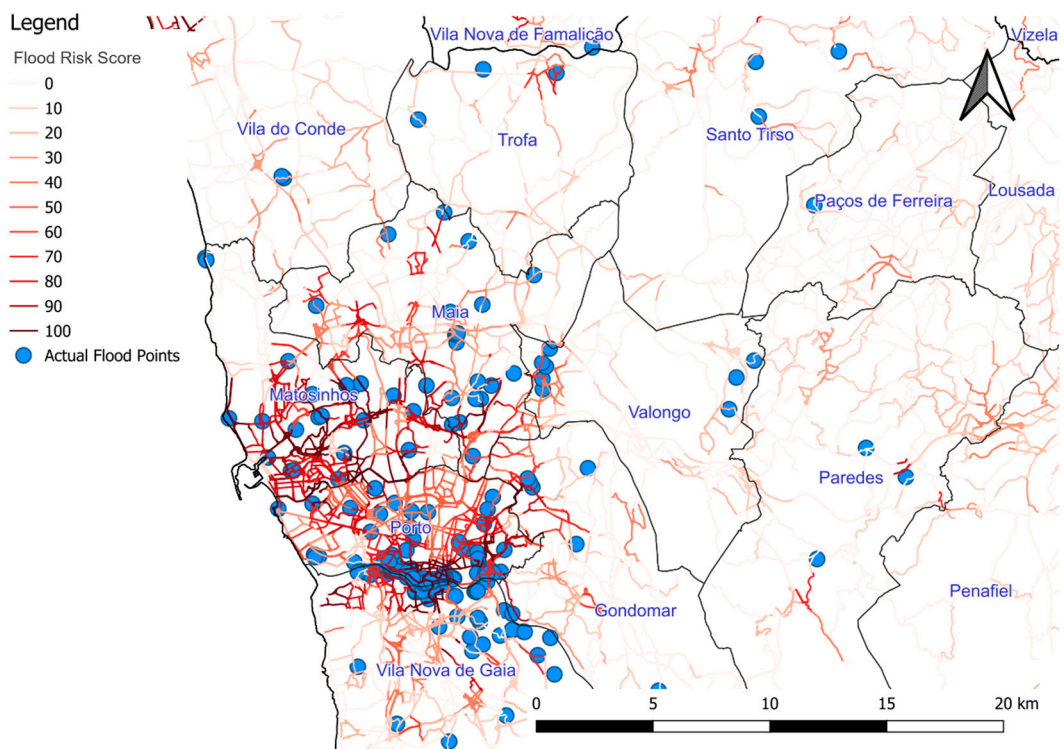 Legend
Flood Risk Score
0
10
20
30
40
50
60
70
80
90
100
Actual Flood Points
Vila Nova de Famalicão
Vizela
Vila do Conde
Trofa
Santo Tirso
Paços de Ferreira
Lousada
Maia
Matosinhos
Valongo
Paredes
Porto
Gondomar
Penafiel
Vila Nova de Gaia
0 5 10 15 20 km